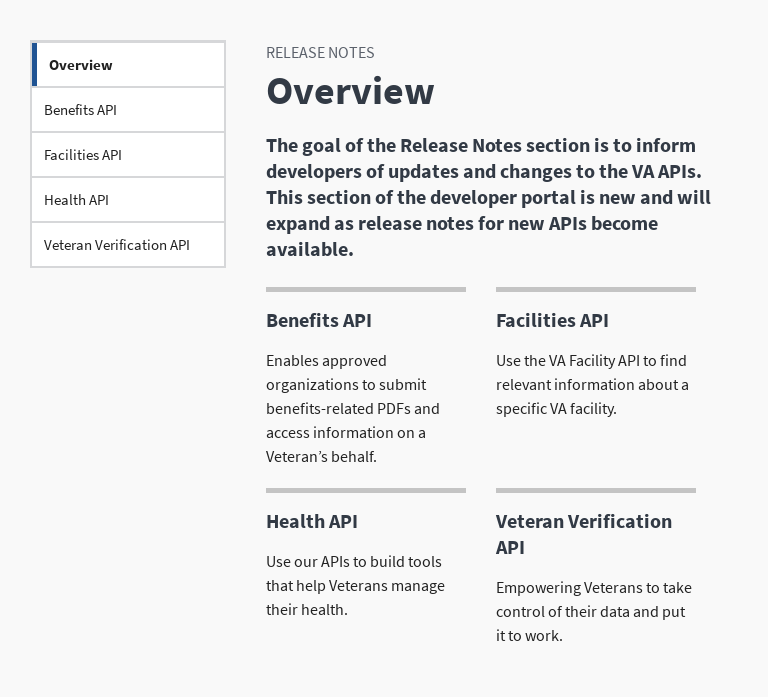 Overview
Benefits API
Facilities API
Health API
Veteran Verification API
RELEASE NOTES
Overview
The goal of the Release Notes section is to inform
developers of updates and changes to the VA APIs.
This section of the developer portal is new and will
expand as release notes for new APIs become
available.
Benefits API
Enables approved
organizations to submit
benefits-related PDFs and
access information on a
Veteran’s behalf.
Facilities API
Use the VA Facility API to find
relevant information about a
specific VA facility.
Health API
Use our APIs to build tools
that help Veterans manage
their health.
Veteran Verification
API
Empowering Veterans to take
control of their data and put
it to work.